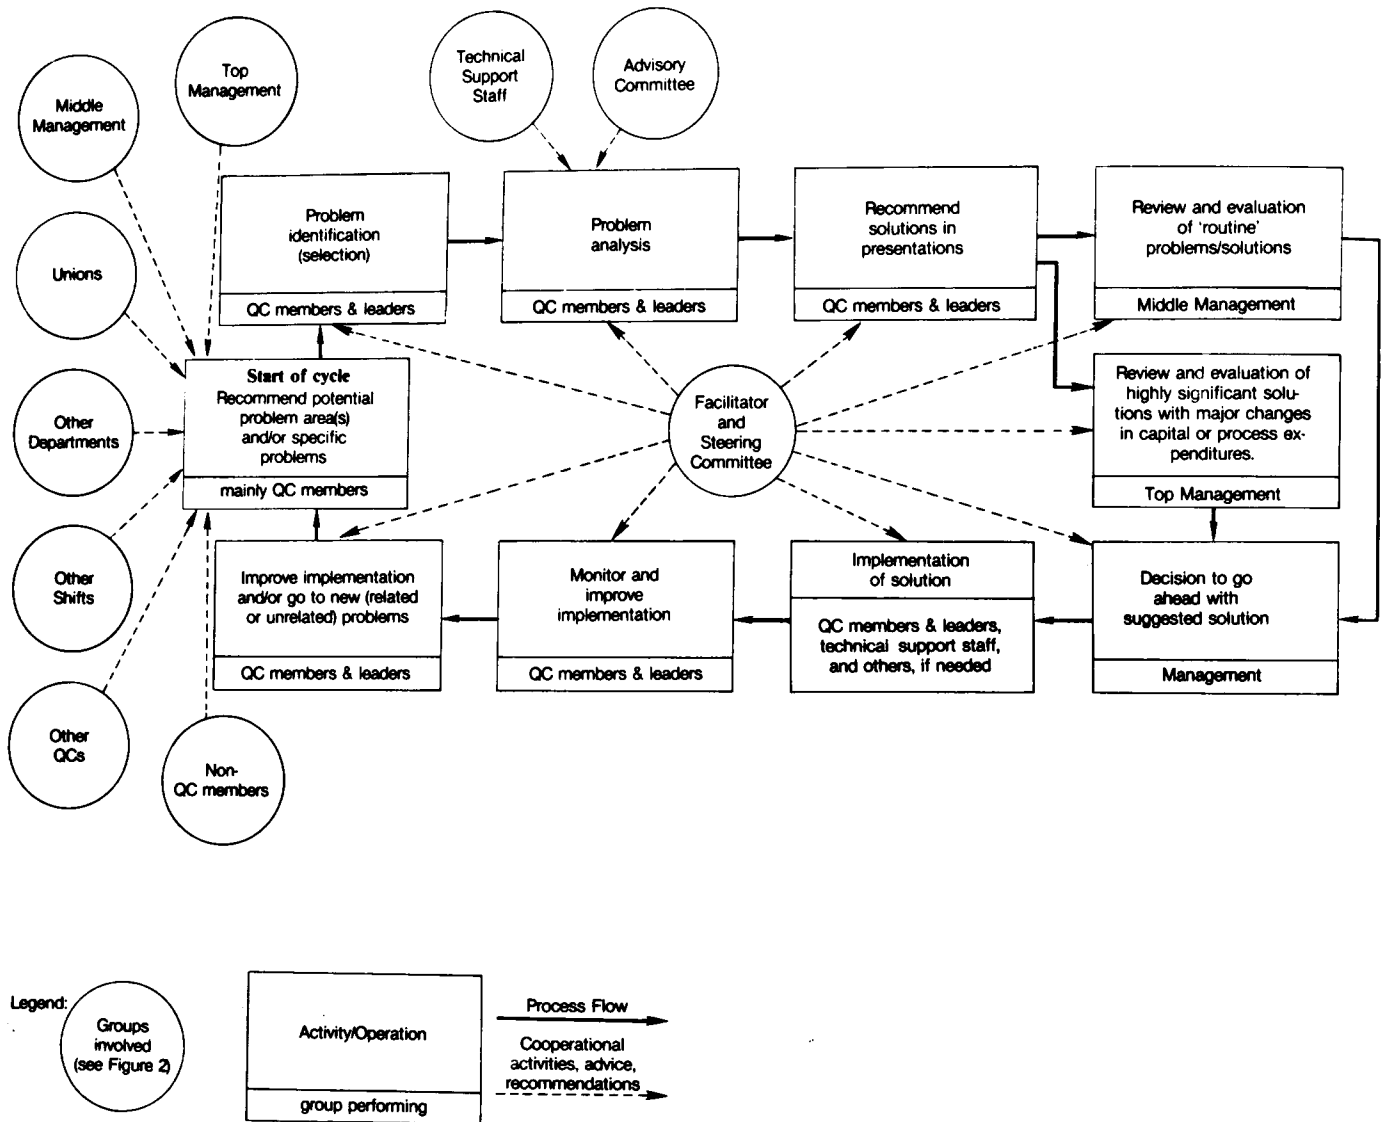 Top
Management
Technical
Support
Staff
Advisory
Committee
Middle
Management
Problem
identification
(selection)
QC members & leaders
Problem
analysis
QC members & leaders
Recommend
solutions in
presentations
QC members & leaders
Review and evaluation
of 'routine'
problems/solutions
Middle Management
Unions
Start of cycle
Recommend potential
problem area(s)
and/or specific
problems
mainly QC members
Facilitator
and
Steering
Committee
Review and evaluation of
highly significant solu-
tions with major changes
in capital or process ex-
penditures.
Top Management
Other
Departments
Other
Shifts
Improve implementation
and/or go to new (related
or unrelated) problems
QC members & leaders
Monitor and
improve
implementation
QC members & leaders
Implementation
of solution
QC members & leaders,
technical support staff,
and others, if needed
Decision to go
ahead with
suggested solution
Management
Other
QCs
Non-
QC members
Legend:
Groups
involved
(see Figure 2)
Activity/Operation
group performing
Process Flow
Cooperational
activities, advice,
recommendations